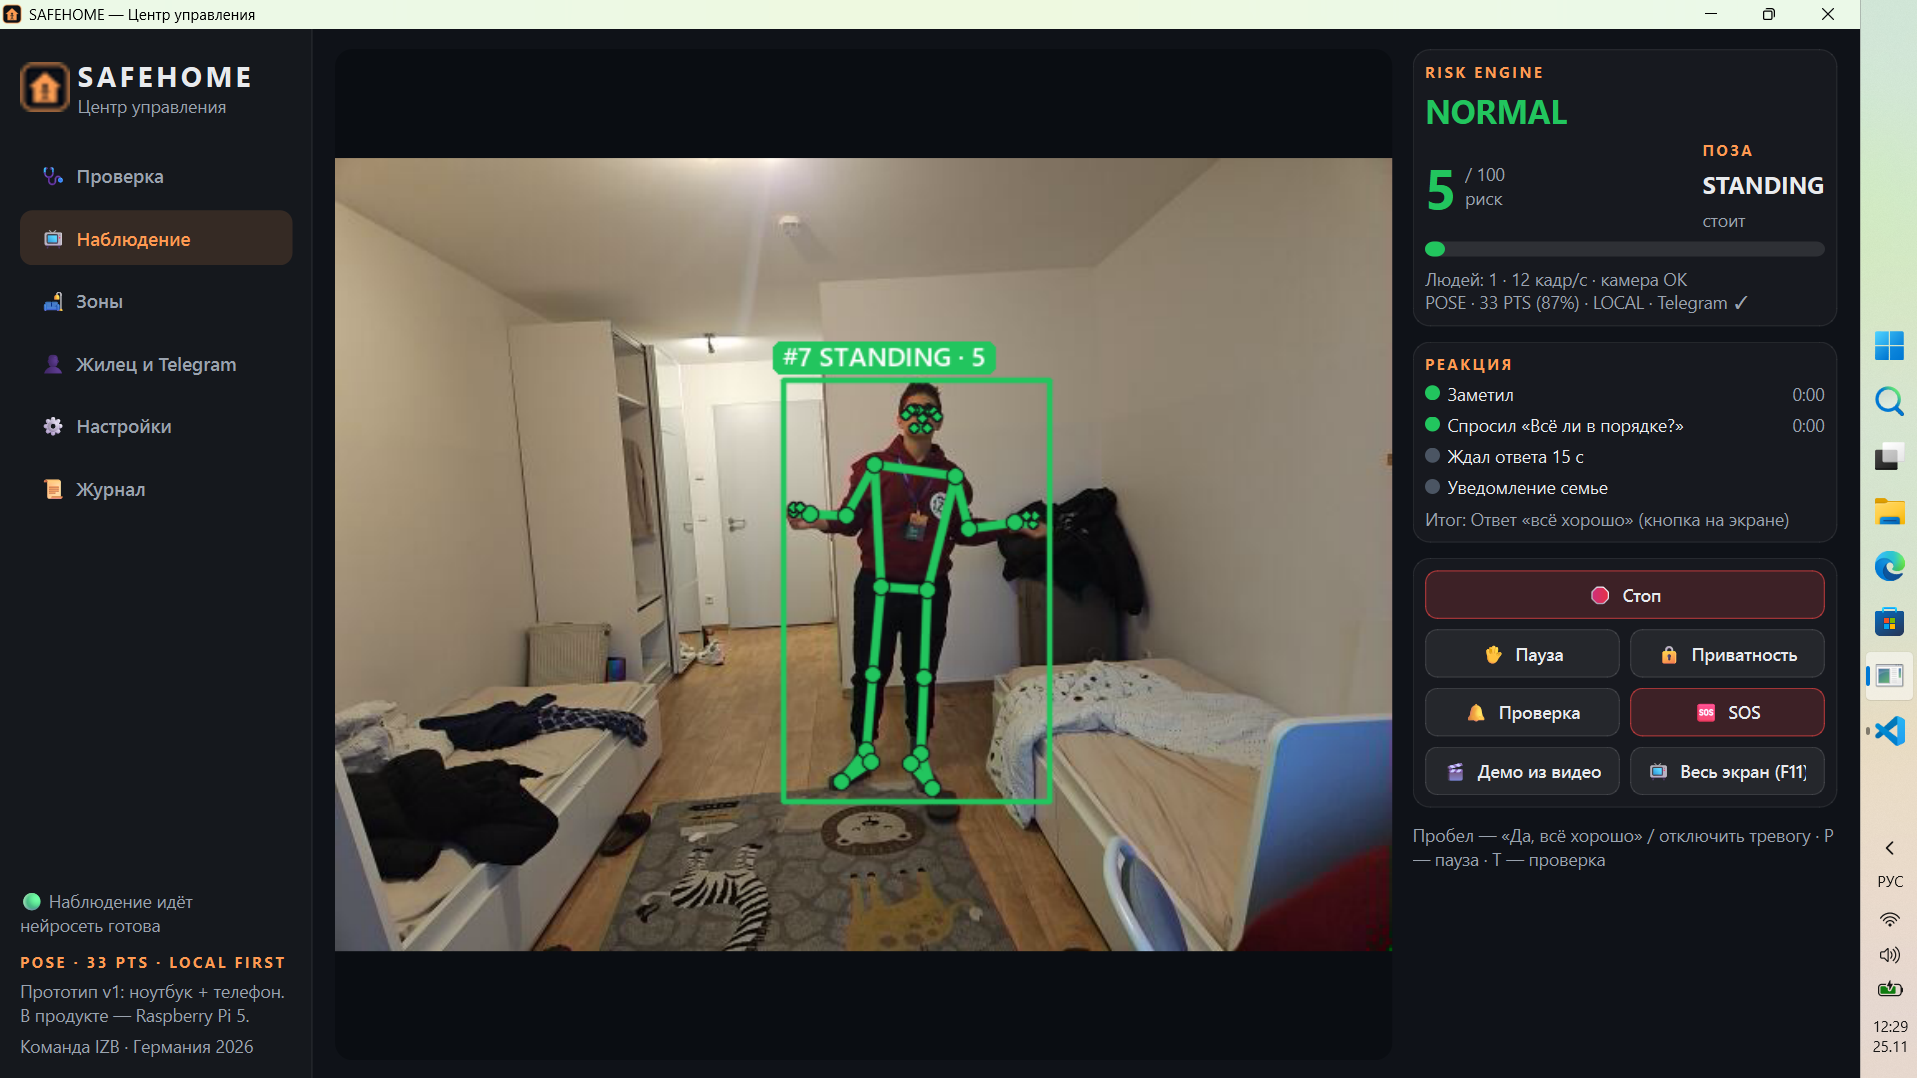 SAFEHOME — Центр управления
SAFEHOME
Центр управления
Проверка
Наблюдение
Зоны
Жилец и Telegram
Настройки
Журнал
Наблюдение идёт
нейросеть готова
POSE · 33 PTS · LOCAL FIRST
Прототип v1: ноутбук + телефон.
В продукте — Raspberry Pi 5.
Команда IZB · Германия 2026
#7 STANDING · 5
RISK ENGINE
NORMAL
5
/ 100
риск
ПОЗА
STANDING
стоит
Людей: 1 · 12 кадр/с · камера OK
POSE · 33 PTS (87%) · LOCAL · Telegram ✓
РЕАКЦИЯ
Заметил 0:00
Спросил «Всё ли в порядке?» 0:00
Ждал ответа 15 с
Уведомление семье
Итог: Ответ «всё хорошо» (кнопка на экране)
Стоп
Пауза
Приватность
Проверка
SOS SOS
Демо из видео
Весь экран (F11)
Пробел — «Да, всё хорошо» / отключить тревогу · P
— пауза · T — проверка
РУС
12:29
25.11